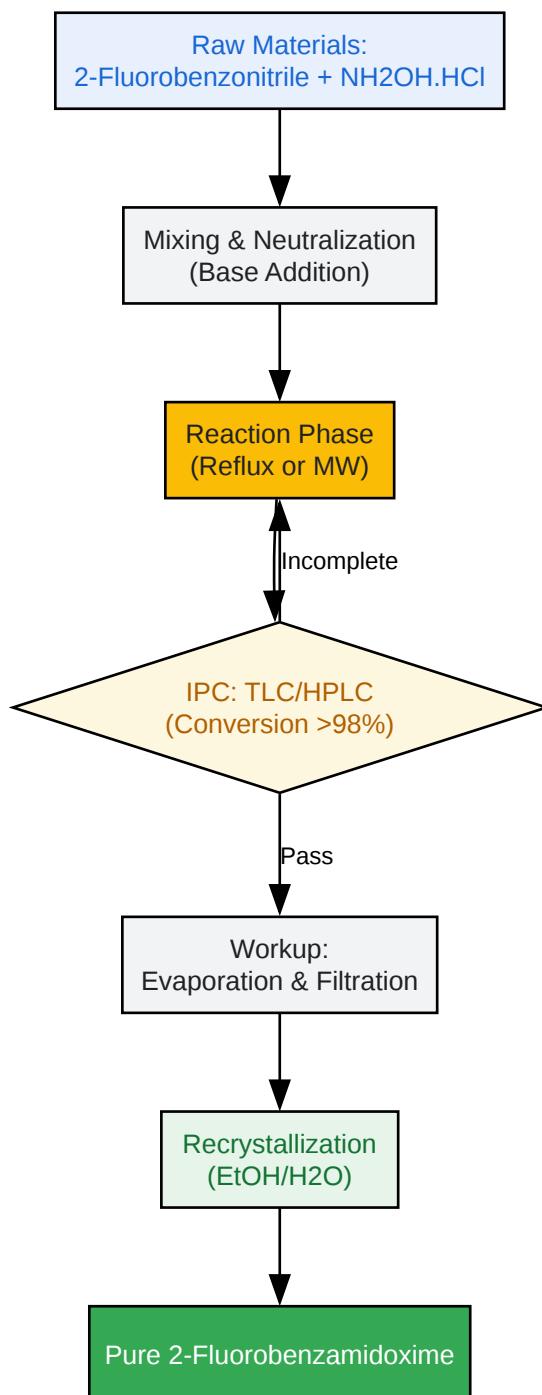 Raw Materials:
2-Fluorobenzonitrile + NH2OH.HCl
Mixing & Neutralization
(Base Addition)
Reaction Phase
(Reflux or MW)
Incomplete
IPC: TLC/HPLC
(Conversion >98%)
Pass
Workup:
Evaporation & Filtration
Recrystallization
(EtOH/H2O)
Pure 2-Fluorobenzamidoxime